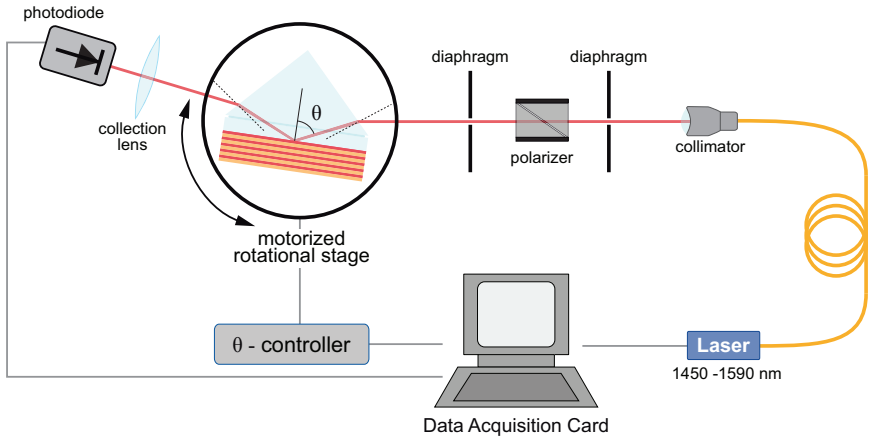 photodiode
collection
lens
θ
motorized
rotational stage
diaphragm
polarizer
diaphragm
collimator
θ - controller
Laser
1450 -1590 nm
Data Acquisition Card